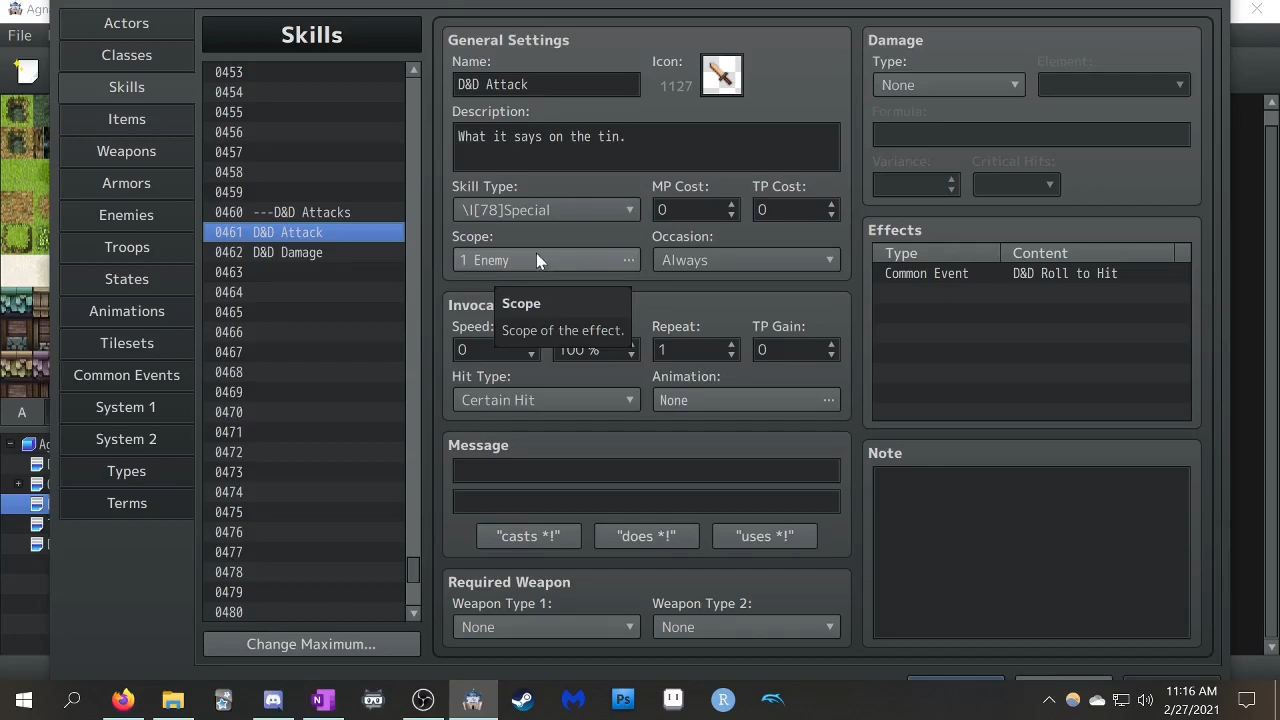 Agn
File
Actors
Classes
Skills
Items
Weapons
Armors
Enemies
Troops
States
Animations
Tilesets
Common Events
System 1
System 2
Types
Terms
A
Ag
Skills
0453
0454
0455
0456
0457
0458
0459
0460 ---D&D Attacks
0461 D&D Attack
0462 D&D Damage
0463
0464
0465
0466
0467
0468
0469
0470
0471
0472
0473
0474
0475
0476
0477
0478
0479
0480
Change Maximum...
General Settings
Name: Icon:
D&D Attack 1127
Description:
What it says on the tin.
Skill Type: MP Cost: TP Cost:
\I[78]Special 0 0
Scope: Occasion:
1 Enemy ... Always
Scope
Scope of the effect.
Invoca
Speed: Repeat: TP Gain:
0 100 % 1 0
Hit Type: Animation:
Certain Hit None ...
Message
"casts *!" "does *!" "uses *!"
Required Weapon
Weapon Type 1: Weapon Type 2:
None None
Damage
Type: Element:
None
Formula:
Variance: Critical Hits:
Effects
Type Content
Common Event D&D Roll to Hit
Note
11:16 AM
2/27/2021